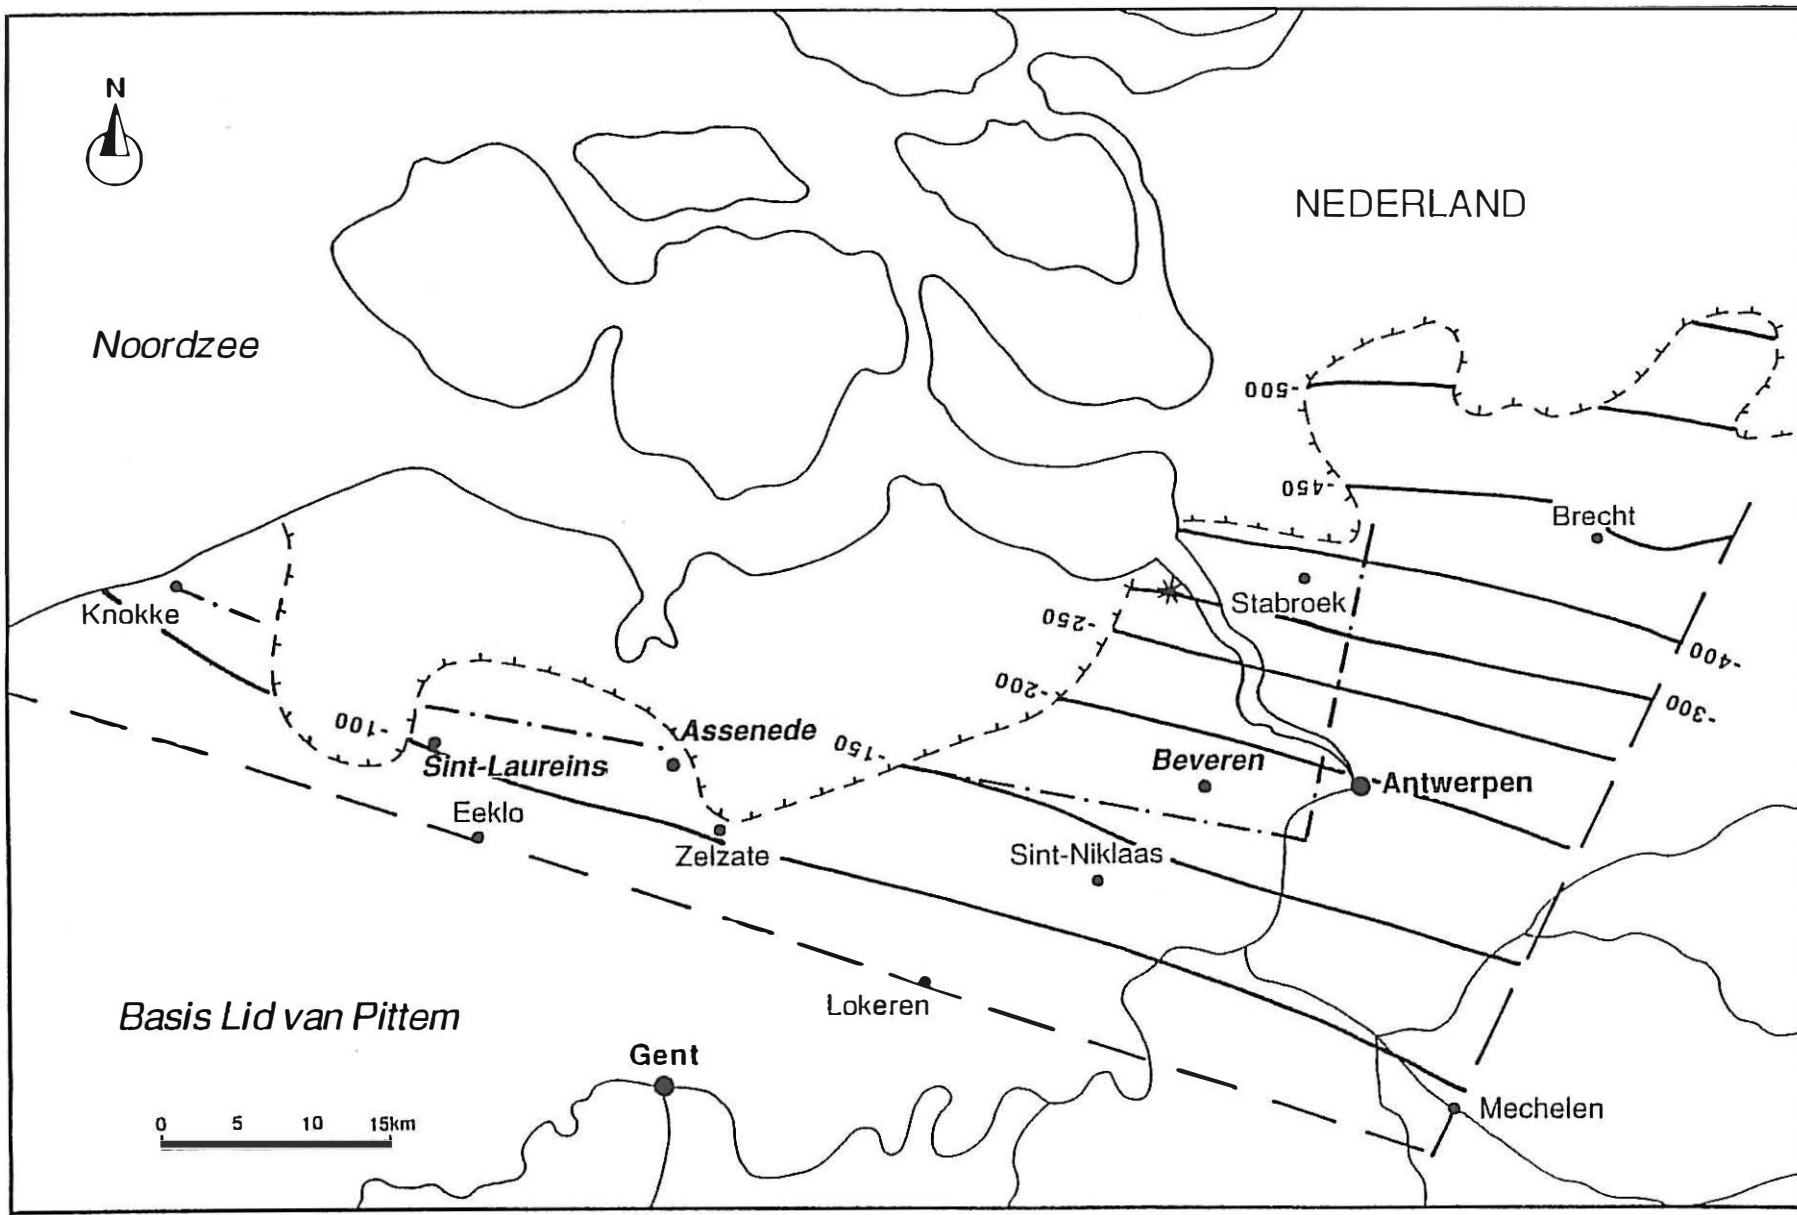 N
NEDERLAND
Noordzee
-500
-450
Brecht
Knokke
Stabroek
-250
-400
-200
-300
-100
Assenede
-150
Sint-Laureins
Beveren
Antwerpen
Eeklo
Zelzate
Sint-Niklaas
Lokeren
Basis Lid van Pittem
Gent
Mechelen
0 5 10 15km